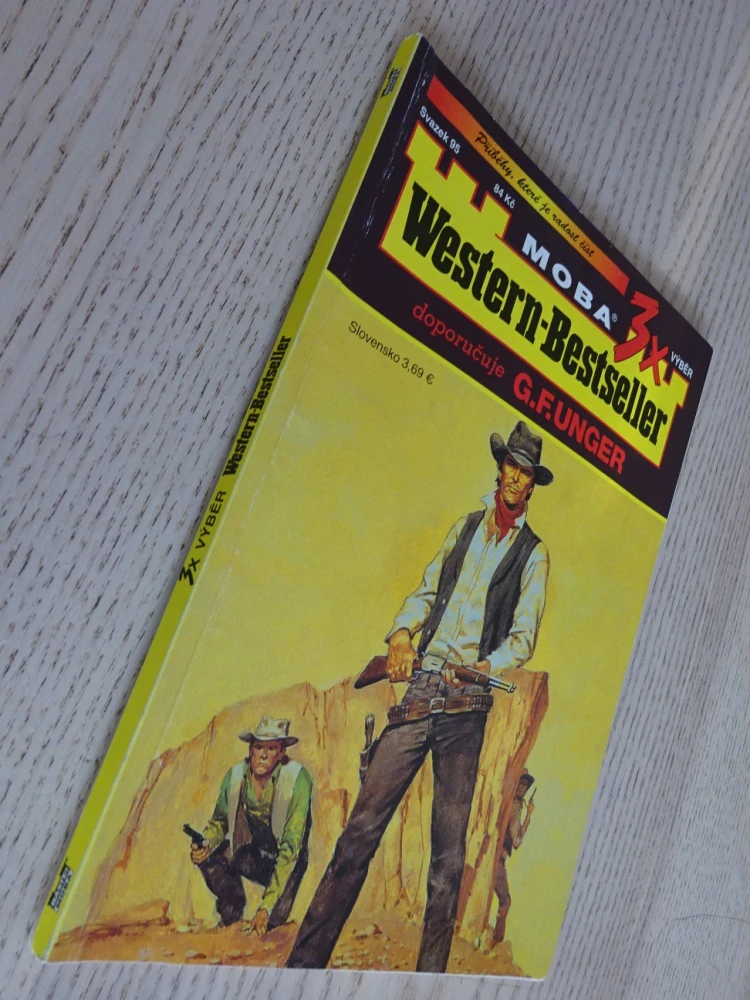 Příběhy, které je radost číst
Svazek 95
84 Kč
MOBA®
3x
VÝBĚR
Western-Bestseller
doporučuje G.F.UNGER
Slovensko 3,69 €
3x VÝBĚR Western-Bestseller